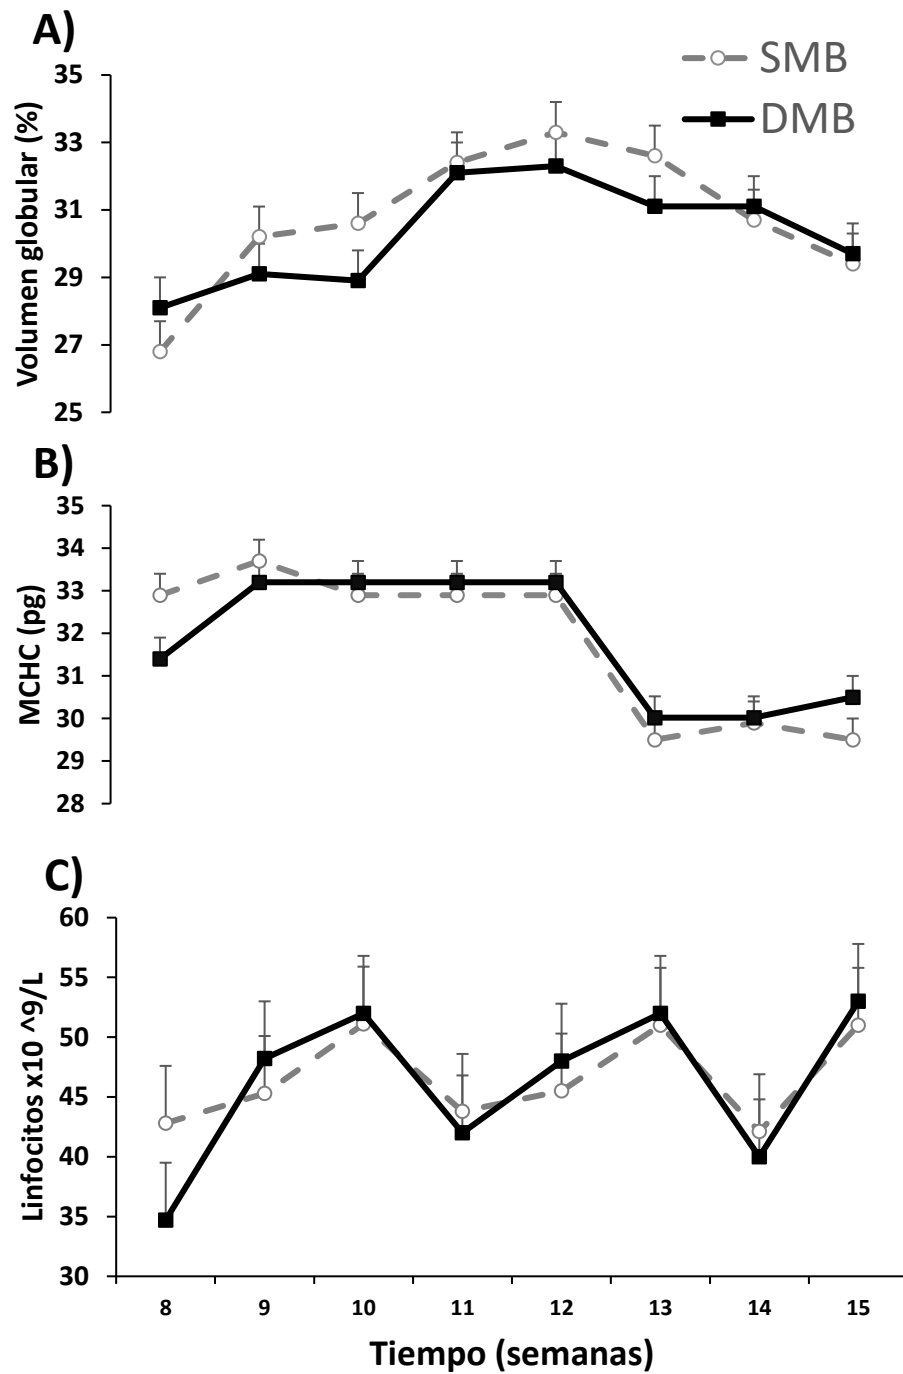 A)
SMB
DMB
Volumen globular (%)
35
33
31
29
27
25
B)
MCHC (pg)
35
34
33
32
31
30
29
28
C)
Linfocitos x10 ^9/L
60
55
50
45
40
35
30
8 9 10 11 12 13 14 15
Tiempo (semanas)